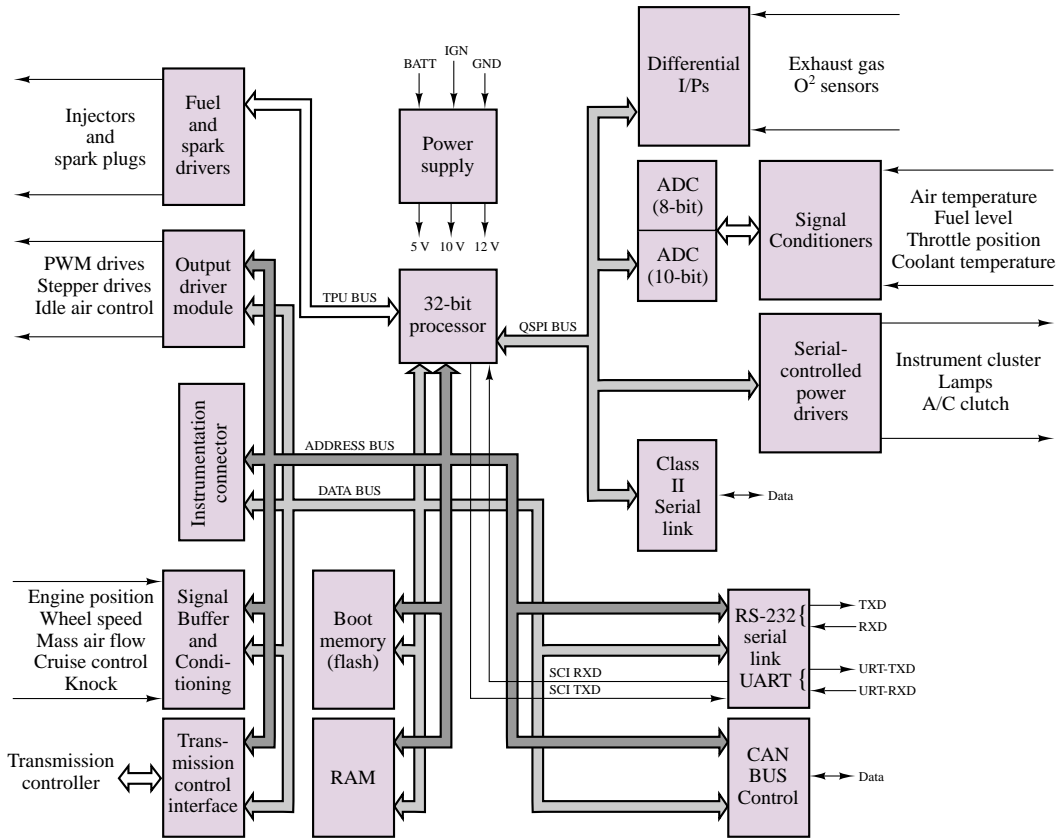 Injectors
and
spark plugs
Fuel
and
spark
drivers
BATT
IGN
GND
Power
supply
5 V
10 V
12 V
Differential
I/Ps
Exhaust gas
O² sensors
ADC
(8-bit)
ADC
(10-bit)
Signal
Conditioners
Air temperature
Fuel level
Throttle position
Coolant temperature
PWM drives
Stepper drives
Idle air control
Output
driver
module
TPU BUS
32-bit
processor
QSPI BUS
Serial-
controlled
power
drivers
Instrument cluster
Lamps
A/C clutch
Instrumentation
connector
ADDRESS BUS
DATA BUS
Class
II
Serial
link
Data
Engine position
Wheel speed
Mass air flow
Cruise control
Knock
Signal
Buffer
and
Condi-
tioning
Boot
memory
(flash)
SCI RXD
SCI TXD
RS-232 {
serial
link
UART {
TXD
RXD
URT-TXD
URT-RXD
Transmission
controller
Trans-
mission
control
interface
RAM
CAN
BUS
Control
Data